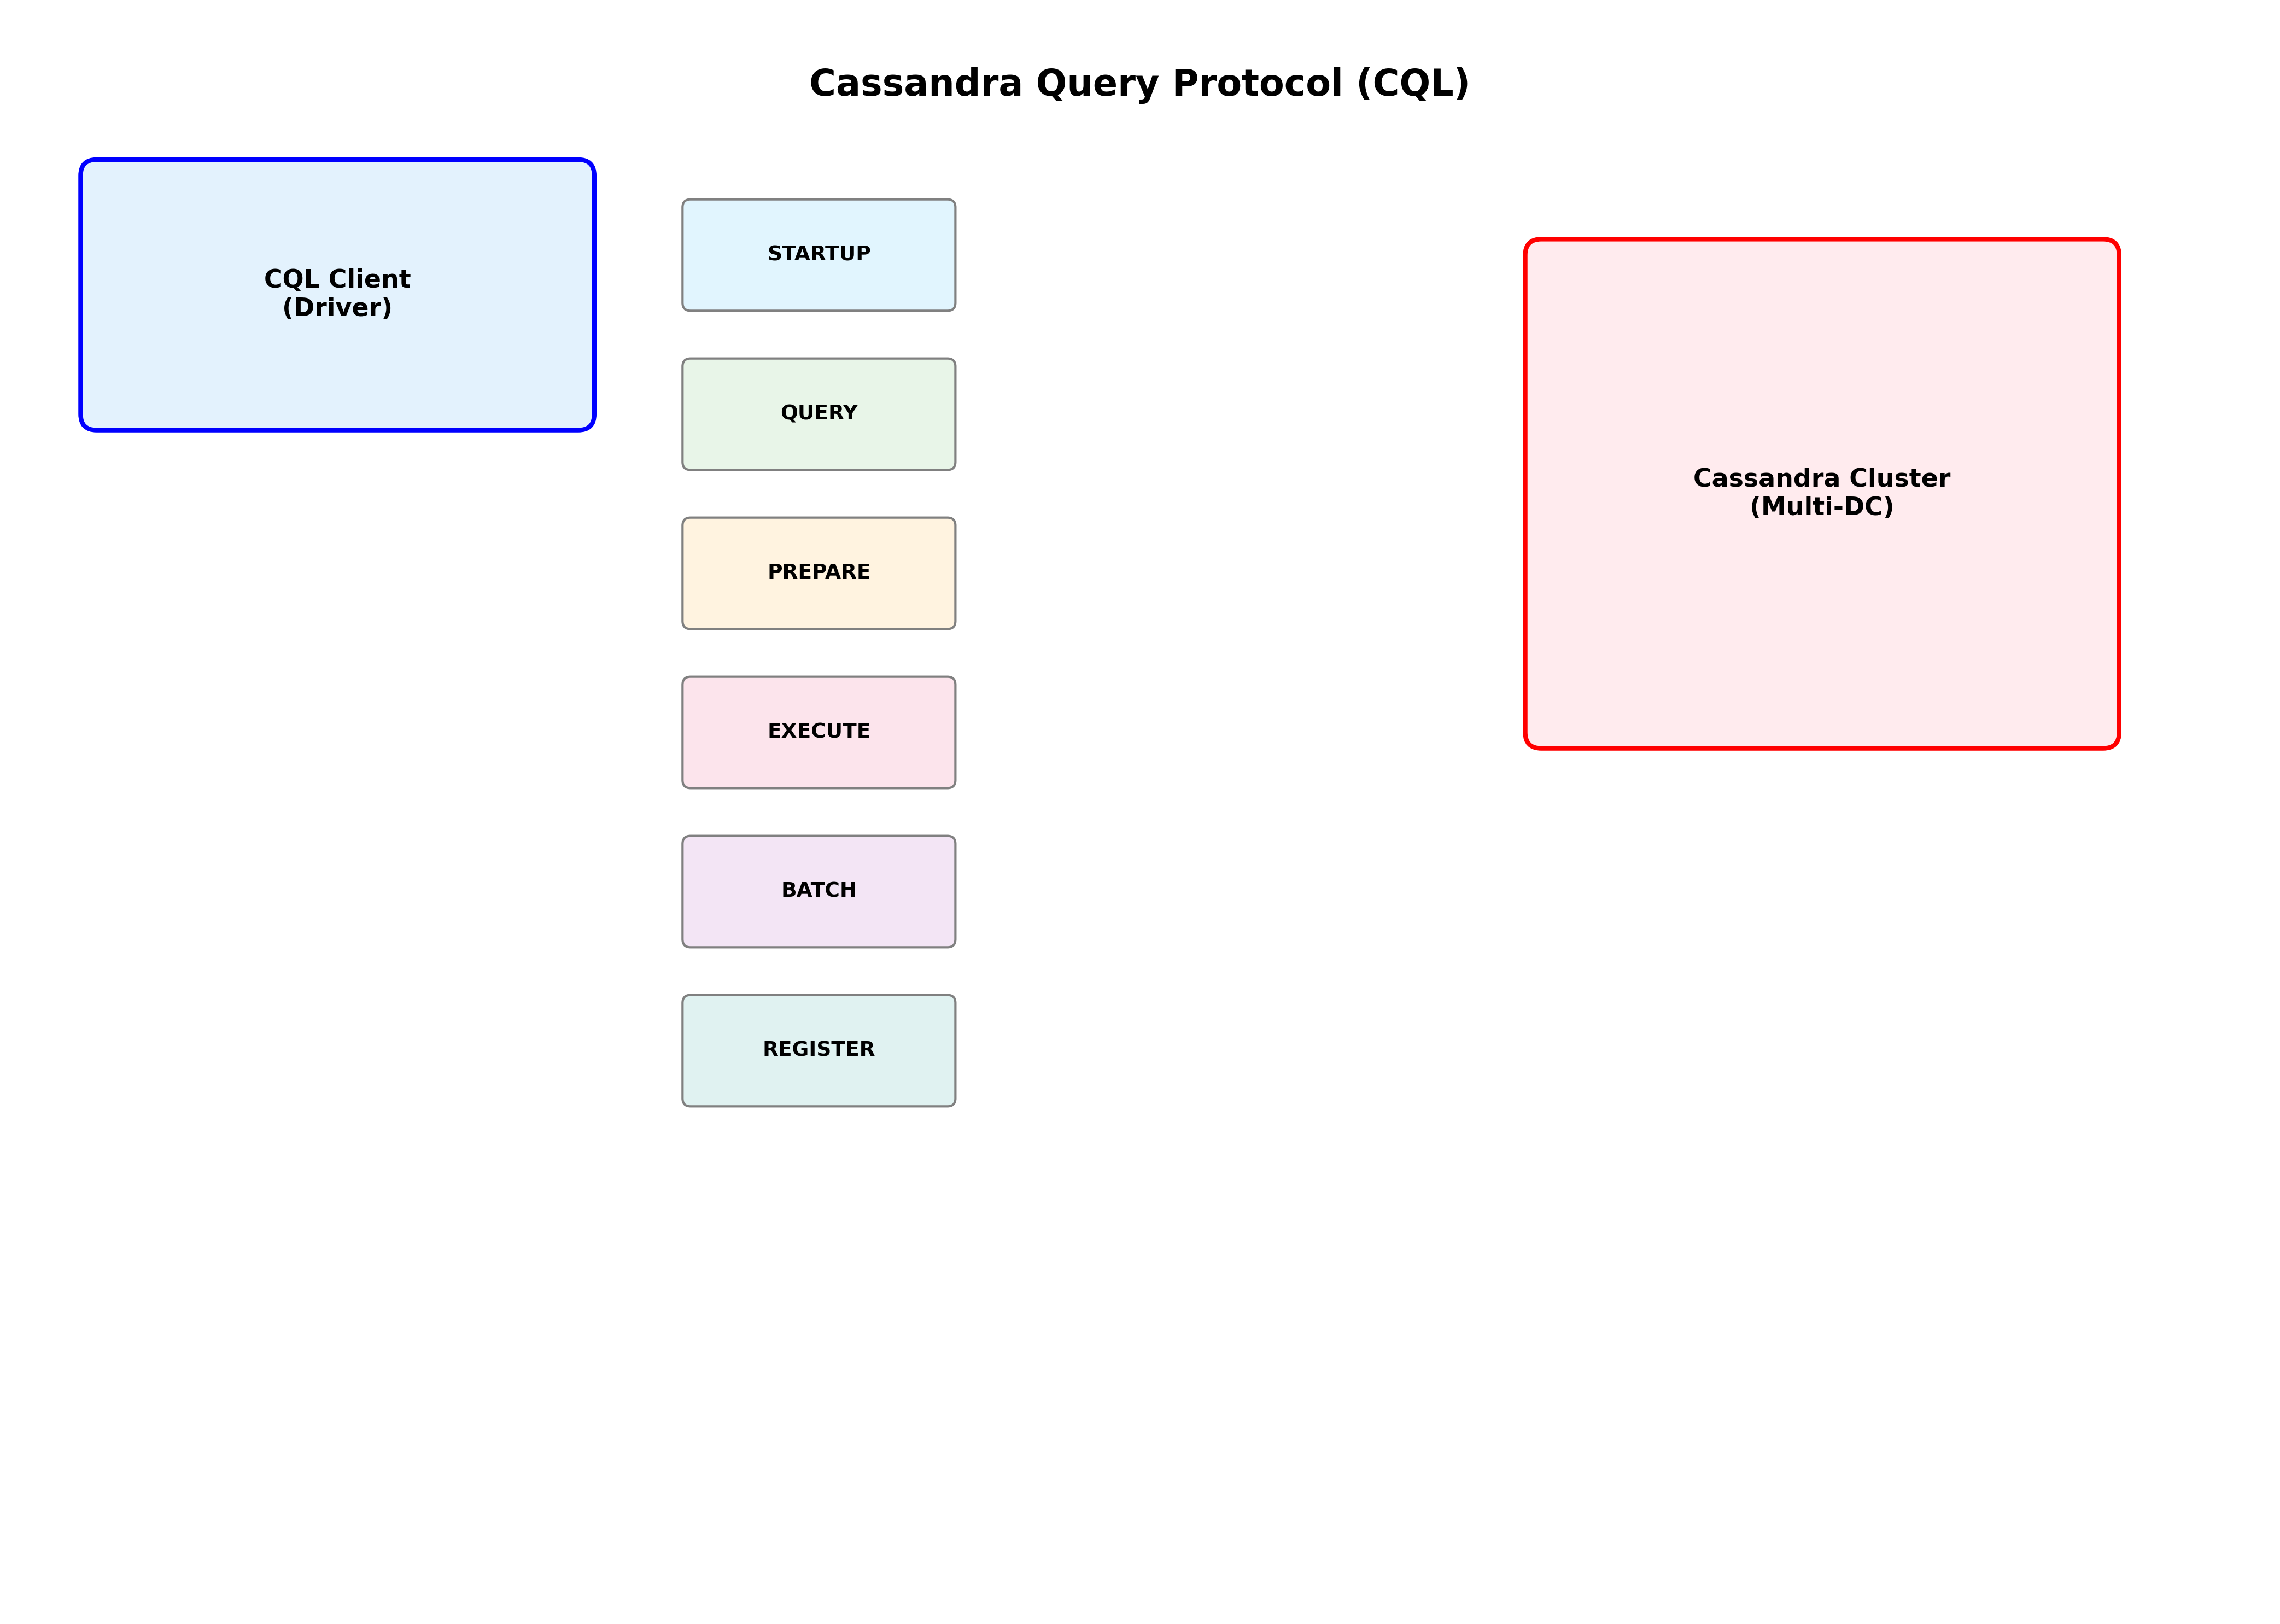 Cassandra Query Protocol (CQL)
CQL Client
(Driver)
STARTUP
QUERY
PREPARE
EXECUTE
BATCH
REGISTER
Cassandra Cluster
(Multi-DC)